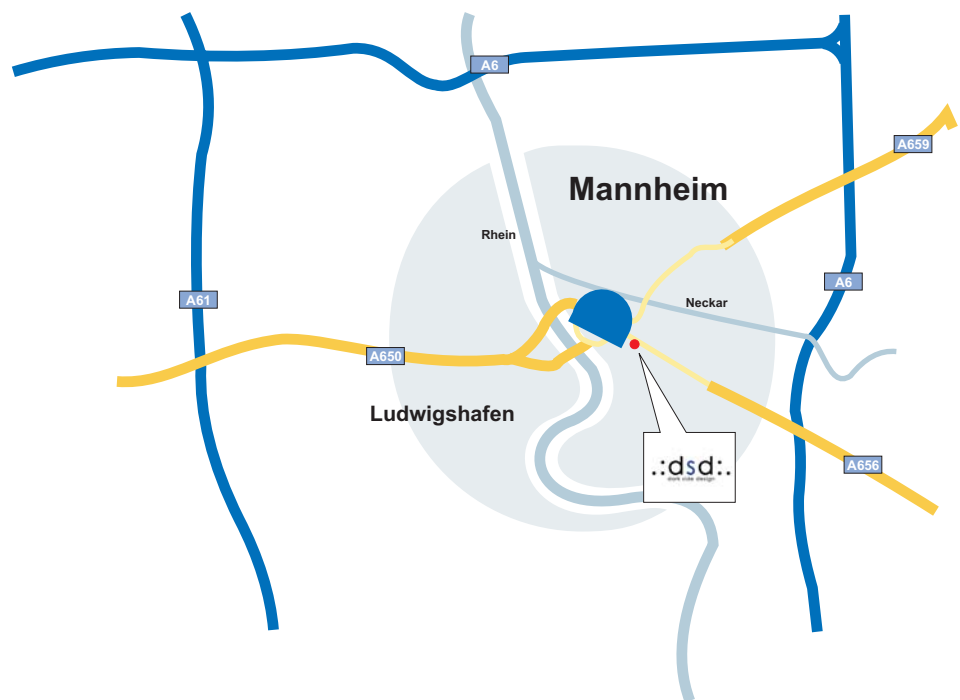 A6
A659
Mannheim
Rhein
A6
A61
Neckar
A650
Ludwigshafen
.:dsd:.
dark side design
A656